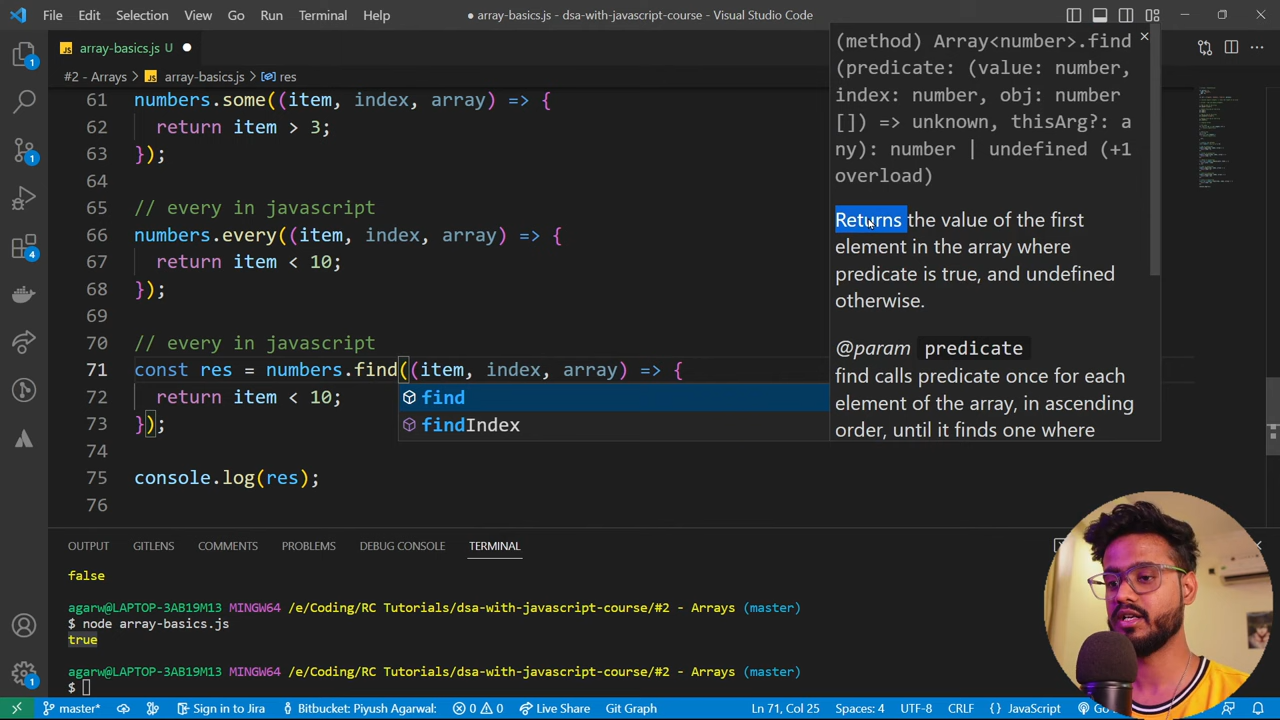 File Edit Selection View Go Run Terminal Help
● array-basics.js - dsa-with-javascript-course - Visual Studio Code
JS array-basics.js U ●
#2 - Arrays > JS array-basics.js > res
61 numbers.some((item, index, array) => {
62 return item > 3;
63 });
64
65 // every in javascript
66 numbers.every((item, index, array) => {
67 return item < 10;
68 });
69
70 // every in javascript
71 const res = numbers.find((item, index, array) => {
72 return item < 10;
73 });
74
75 console.log(res);
76
find
findIndex
(method) Array<number>.find
(predicate: (value: number,
index: number, obj: number
[]) => unknown, thisArg?: a
ny): number | undefined (+1
overload)
Returns the value of the first
element in the array where
predicate is true, and undefined
otherwise.
@param predicate
find calls predicate once for each
element of the array, in ascending
order, until it finds one where
1
1
4
1
OUTPUT GITLENS COMMENTS PROBLEMS DEBUG CONSOLE TERMINAL
false
agarw@LAPTOP-3AB19M13 MINGW64 /e/Coding/RC Tutorials/dsa-with-javascript-course/#2 - Arrays (master)
$ node array-basics.js
true
agarw@LAPTOP-3AB19M13 MINGW64 /e/Coding/RC Tutorials/dsa-with-javascript-course/#2 - Arrays (master)
$
master* Sign in to Jira Bitbucket: Piyush Agarwal: 0 0 Live Share Git Graph Ln 71, Col 25 Spaces: 4 UTF-8 CRLF {} JavaScript Go